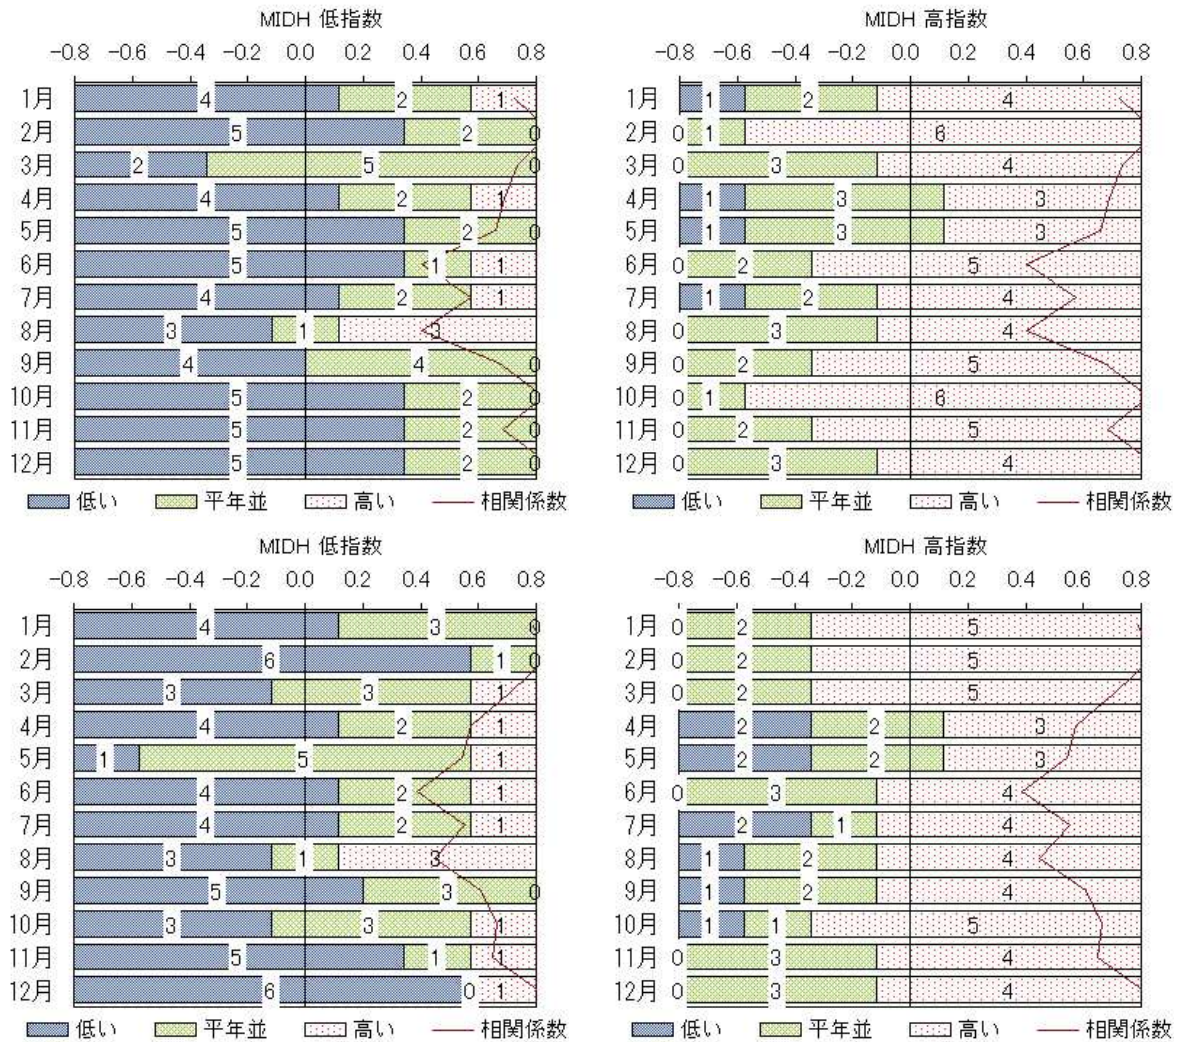 MIDH 低指数
-0.8 -0.6 -0.4 -0.2 0.0 0.2 0.4 0.6 0.8
1月 4 2 1
2月 5 2 0
3月 2 5 0
4月 4 2 1
5月 5 2 0
6月 5 1 1
7月 4 2 1
8月 3 1 3
9月 4 4 0
10月 5 2 0
11月 5 2 0
12月 5 2 0
低い 平年並 高い 相関係数
MIDH 高指数
-0.8 -0.6 -0.4 -0.2 0.0 0.2 0.4 0.6 0.8
1月 1 2 4
2月 0 1 6
3月 0 3 4
4月 1 3 3
5月 1 3 3
6月 0 2 5
7月 1 2 4
8月 0 3 4
9月 0 2 5
10月 0 1 6
11月 0 2 5
12月 0 3 4
低い 平年並 高い 相関係数
MIDH 低指数
-0.8 -0.6 -0.4 -0.2 0.0 0.2 0.4 0.6 0.8
1月 4 3 0
2月 6 1 0
3月 3 3 1
4月 4 2 1
5月 1 5 1
6月 4 2 1
7月 4 2 1
8月 3 1 3
9月 5 3 0
10月 3 3 1
11月 5 1 1
12月 6 0 1
低い 平年並 高い 相関係数
MIDH 高指数
-0.8 -0.6 -0.4 -0.2 0.0 0.2 0.4 0.6 0.8
1月 0 2 5
2月 0 2 5
3月 0 2 5
4月 2 2 3
5月 2 2 3
6月 0 3 4
7月 2 1 4
8月 1 2 4
9月 1 2 4
10月 1 1 5
11月 0 3 4
12月 0 3 4
低い 平年並 高い 相関係数